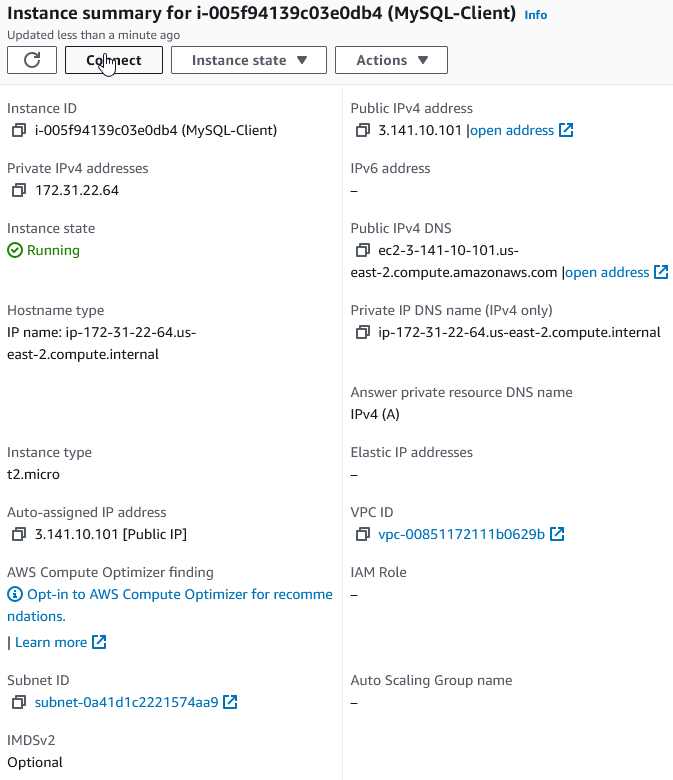 Instance summary for i-005f94139c03e0db4 (MySQL-Client) Info
Updated less than a minute ago
Connect
Instance state
Actions
Instance ID
i-005f94139c03e0db4 (MySQL-Client)
Public IPv4 address
3.141.10.101 |open address
Private IPv4 addresses
172.31.22.64
IPv6 address
–
Instance state
Running
Public IPv4 DNS
ec2-3-141-10-101.us-
east-2.compute.amazonaws.com |open address
Hostname type
IP name: ip-172-31-22-64.us-
east-2.compute.internal
Private IP DNS name (IPv4 only)
ip-172-31-22-64.us-east-2.compute.internal
Answer private resource DNS name
IPv4 (A)
Instance type
t2.micro
Elastic IP addresses
–
Auto-assigned IP address
3.141.10.101 [Public IP]
VPC ID
vpc-00851172111b0629b
AWS Compute Optimizer finding
Opt-in to AWS Compute Optimizer for recomme
ndations.
| Learn more
IAM Role
–
Subnet ID
subnet-0a41d1c2221574aa9
Auto Scaling Group name
–
IMDSv2
Optional